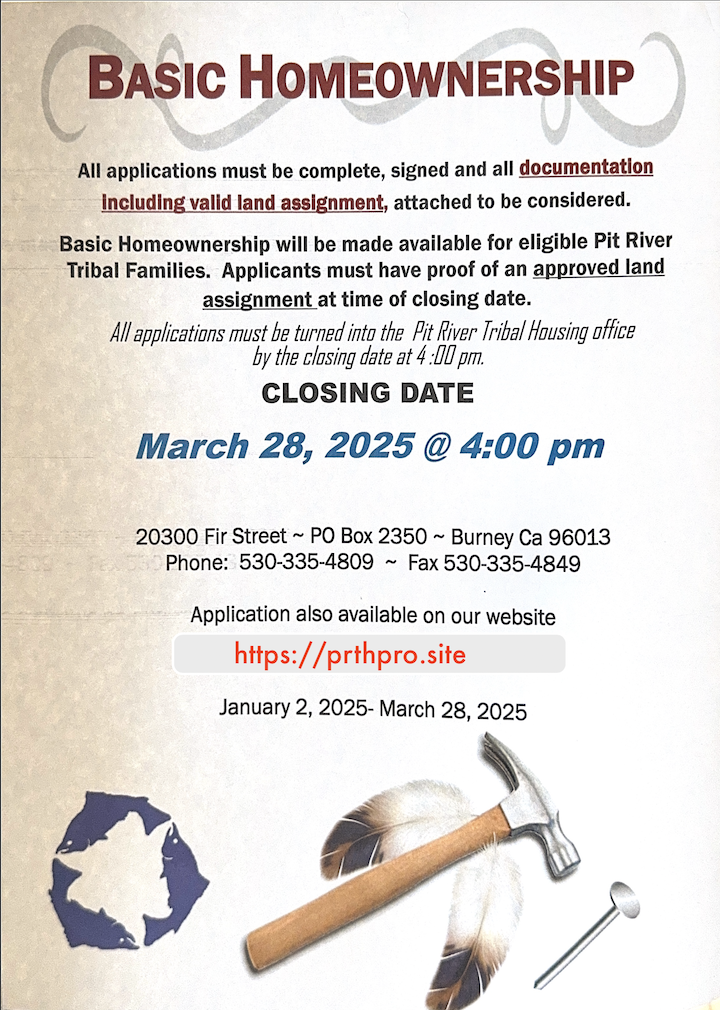 BASIC HOMEOWNERSHIP
All applications must be complete, signed and all documentation
including valid land assignment, attached to be considered.
Basic Homeownership will be made available for eligible Pit River
Tribal Families. Applicants must have proof of an approved land
assignment at time of closing date.
All applications must be turned into the Pit River Tribal Housing office
by the closing date at 4 :00 pm.
CLOSING DATE
March 28, 2025 @ 4:00 pm
20300 Fir Street ~ PO Box 2350 ~ Burney Ca 96013
Phone: 530-335-4809 ~ Fax 530-335-4849
Application also available on our website
https://prthpro.site
January 2, 2025- March 28, 2025